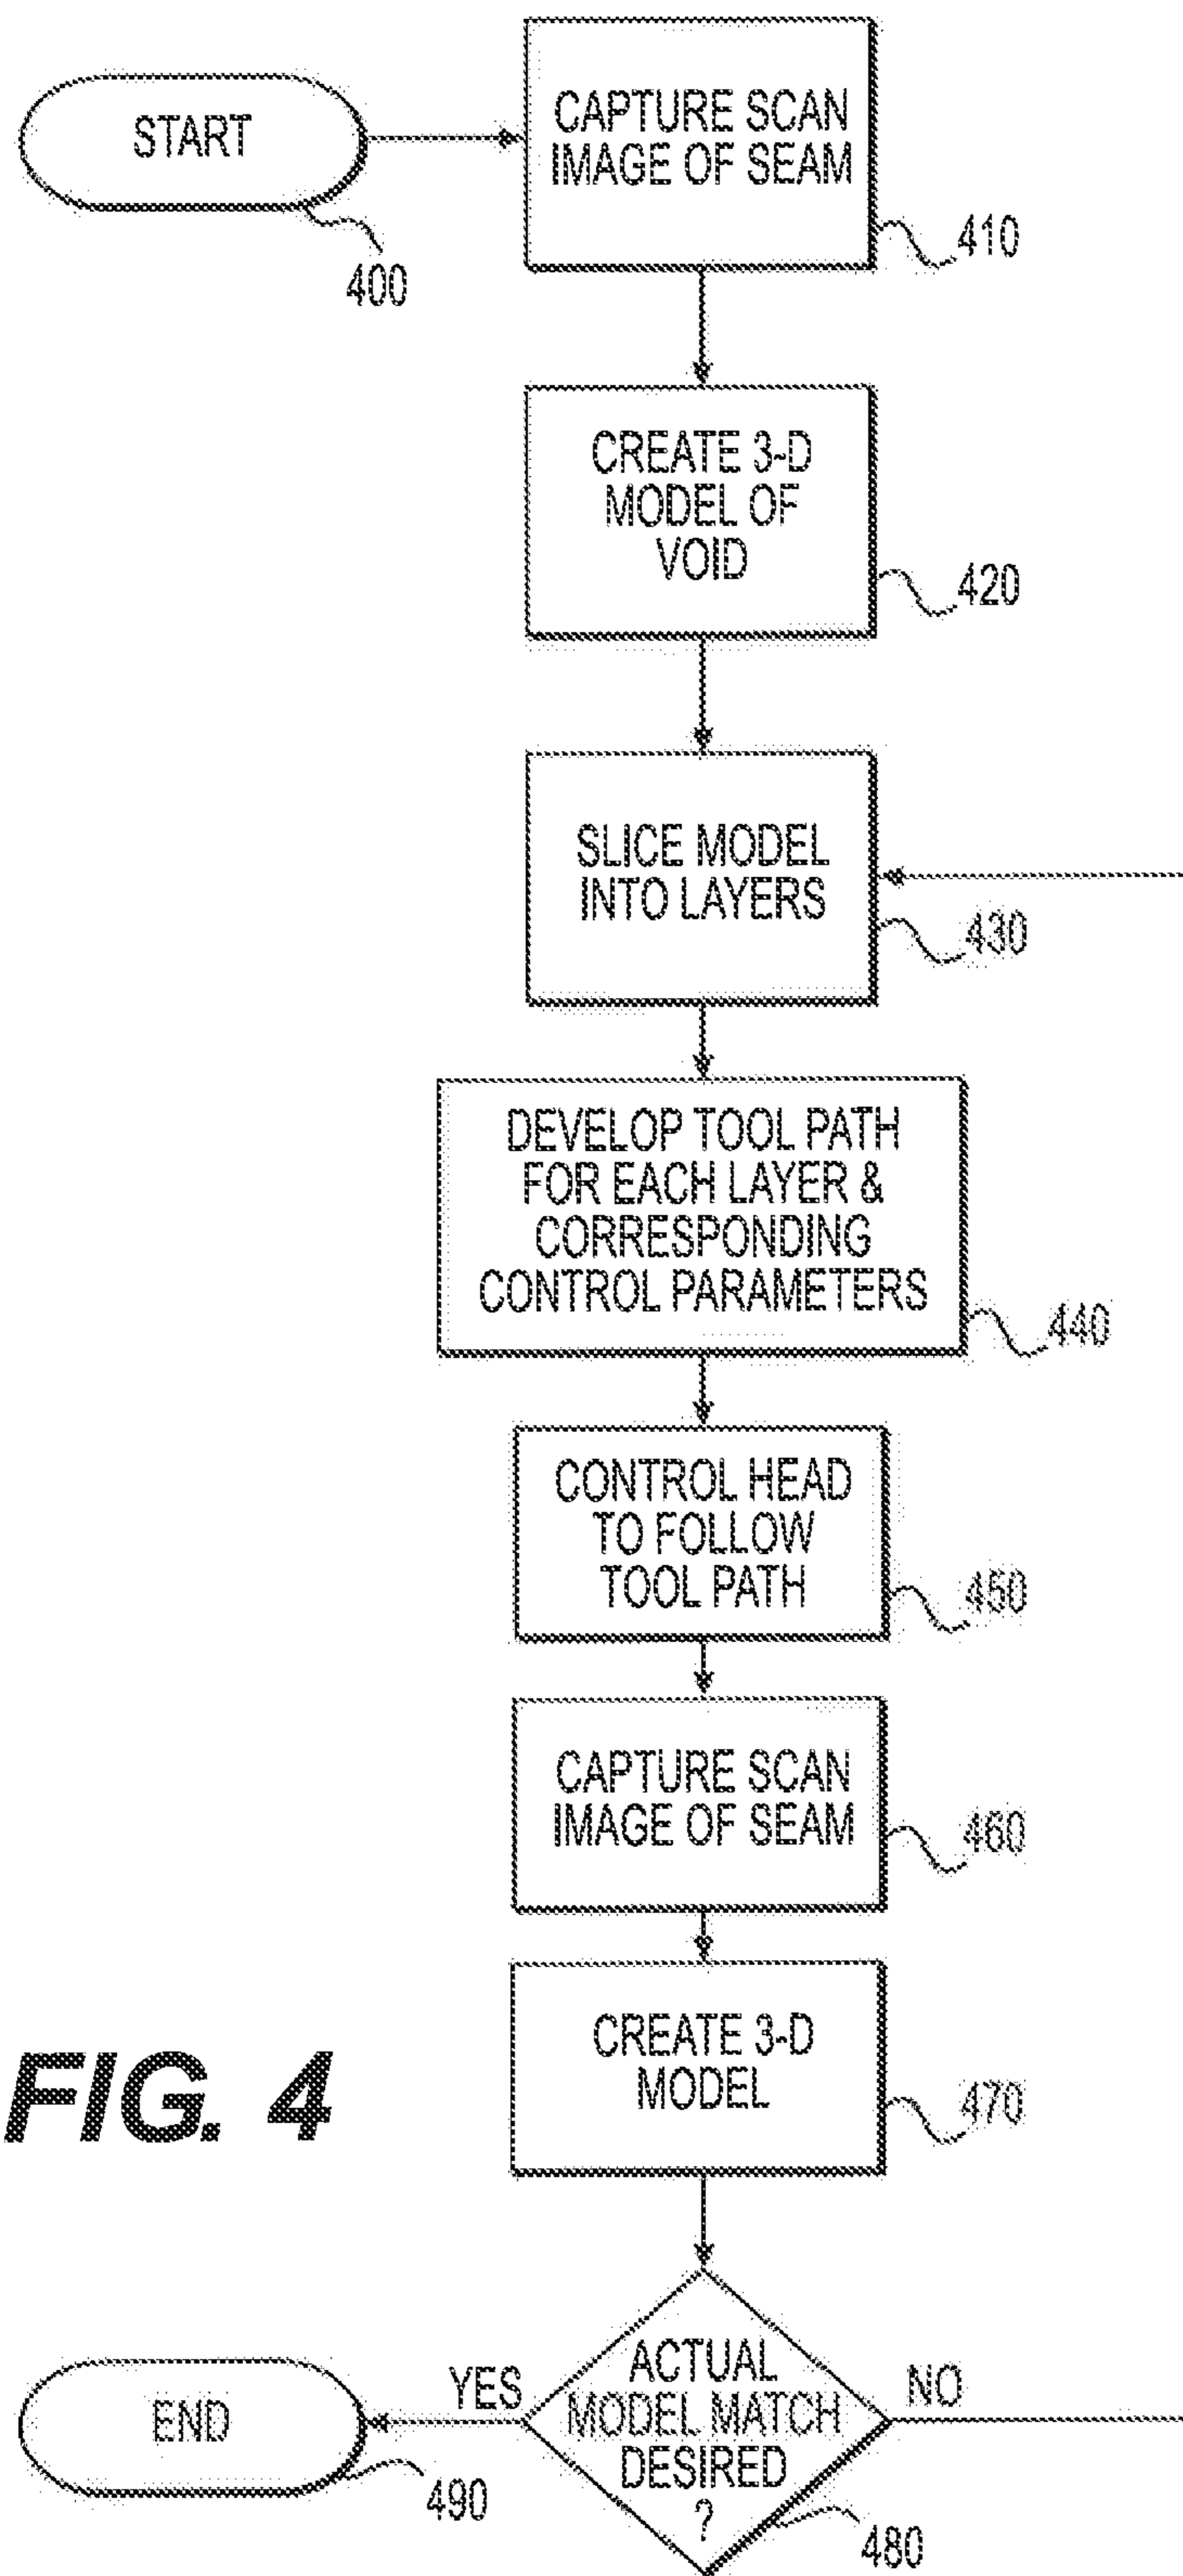 START
400
CAPTURE SCAN
IMAGE OF SEAM
410
CREATE 3-D
MODEL OF
VOID
420
SLICE MODEL
INTO LAYERS
430
DEVELOP TOOL PATH
FOR EACH LAYER &
CORRESPONDING
CONTROL PARAMETERS
440
CONTROL HEAD
TO FOLLOW
TOOL PATH
450
CAPTURE SCAN
IMAGE OF SEAM
460
CREATE 3-D
MODEL
470
FIG. 4
ACTUAL
MODEL MATCH
DESIRED
?
480
YES
NO
END
490